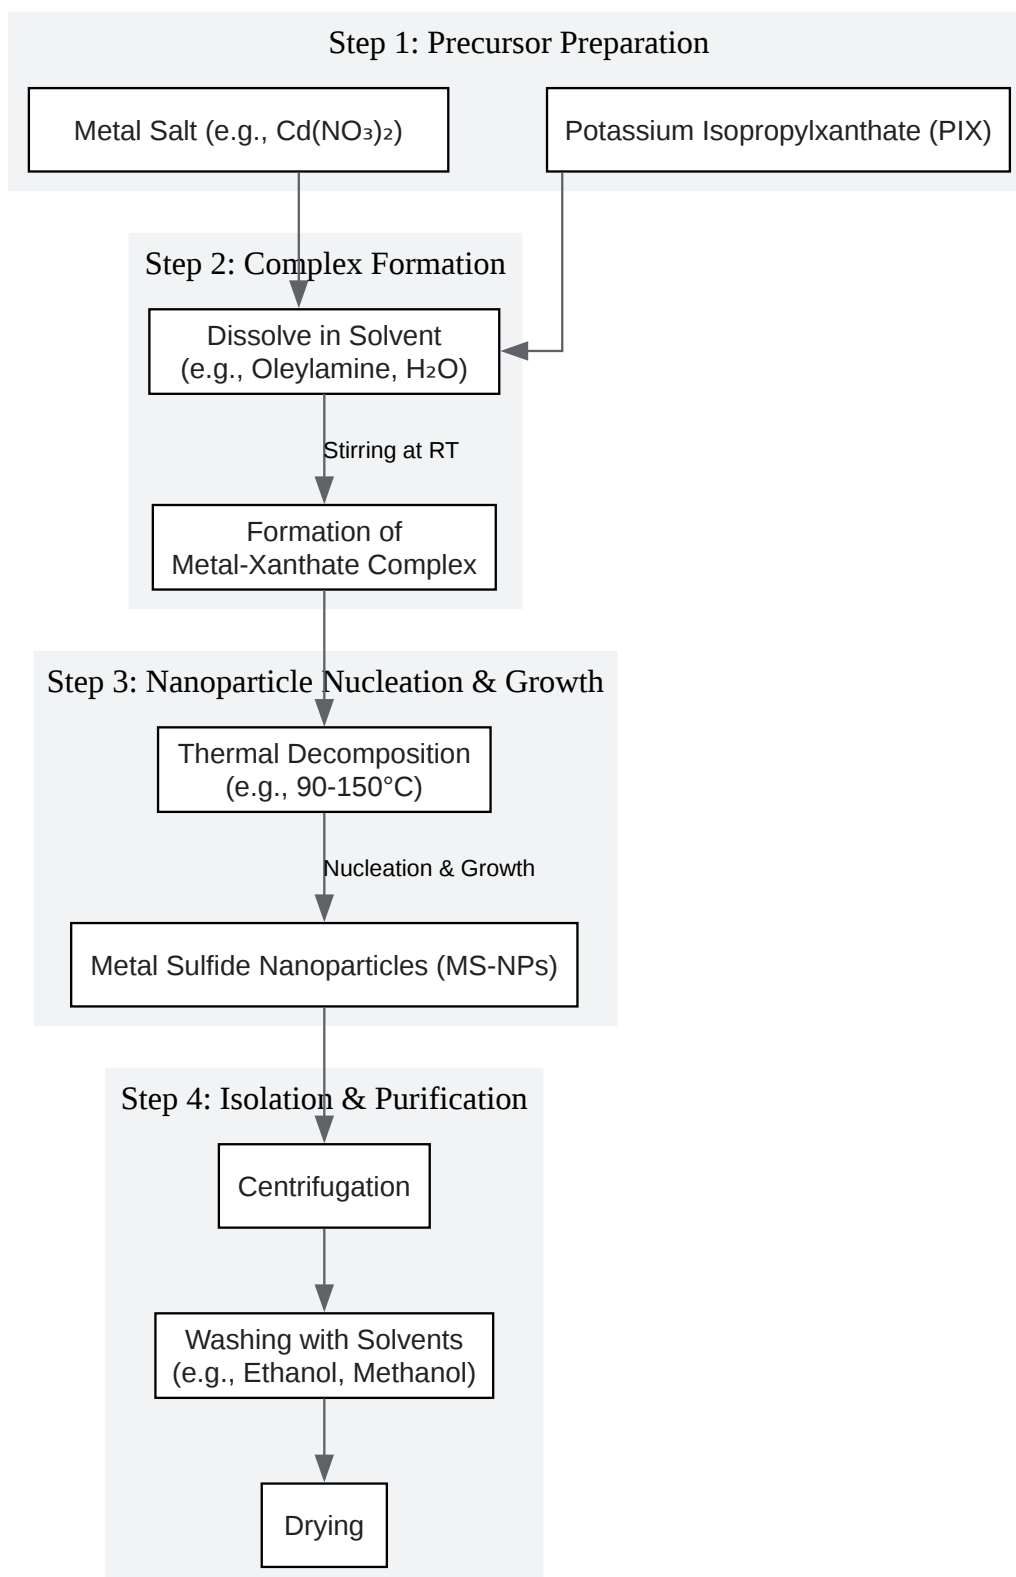 Step 1: Precursor Preparation
Metal Salt (e.g., Cd(NO₃)₂)
Potassium Isopropylxanthate (PIX)
Step 2: Complex Formation
Dissolve in Solvent
(e.g., Oleylamine, H₂O)
Stirring at RT
Formation of
Metal-Xanthate Complex
Step 3: Nanoparticle Nucleation & Growth
Thermal Decomposition
(e.g., 90-150°C)
Nucleation & Growth
Metal Sulfide Nanoparticles (MS-NPs)
Step 4: Isolation & Purification
Centrifugation
Washing with Solvents
(e.g., Ethanol, Methanol)
Drying